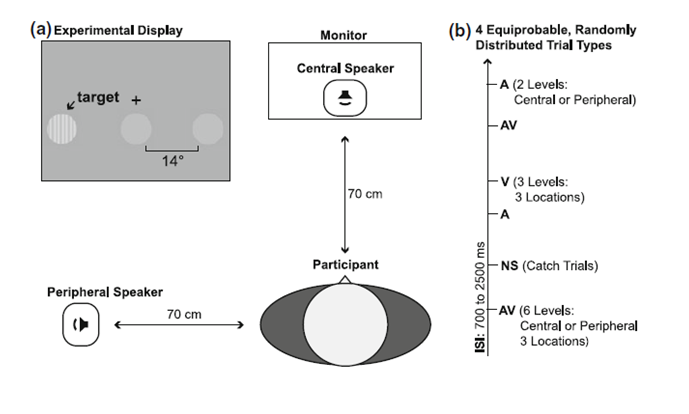 (a) Experimental Display
target
+
14°
Monitor
Central Speaker
70 cm
Participant
Peripheral Speaker
70 cm
(b) 4 Equiprobable, Randomly
Distributed Trial Types
A (2 Levels:
Central or Peripheral)
AV
V (3 Levels:
3 Locations)
A
NS (Catch Trials)
AV (6 Levels:
Central or Peripheral
3 Locations)
ISI: 700 to 2500 ms